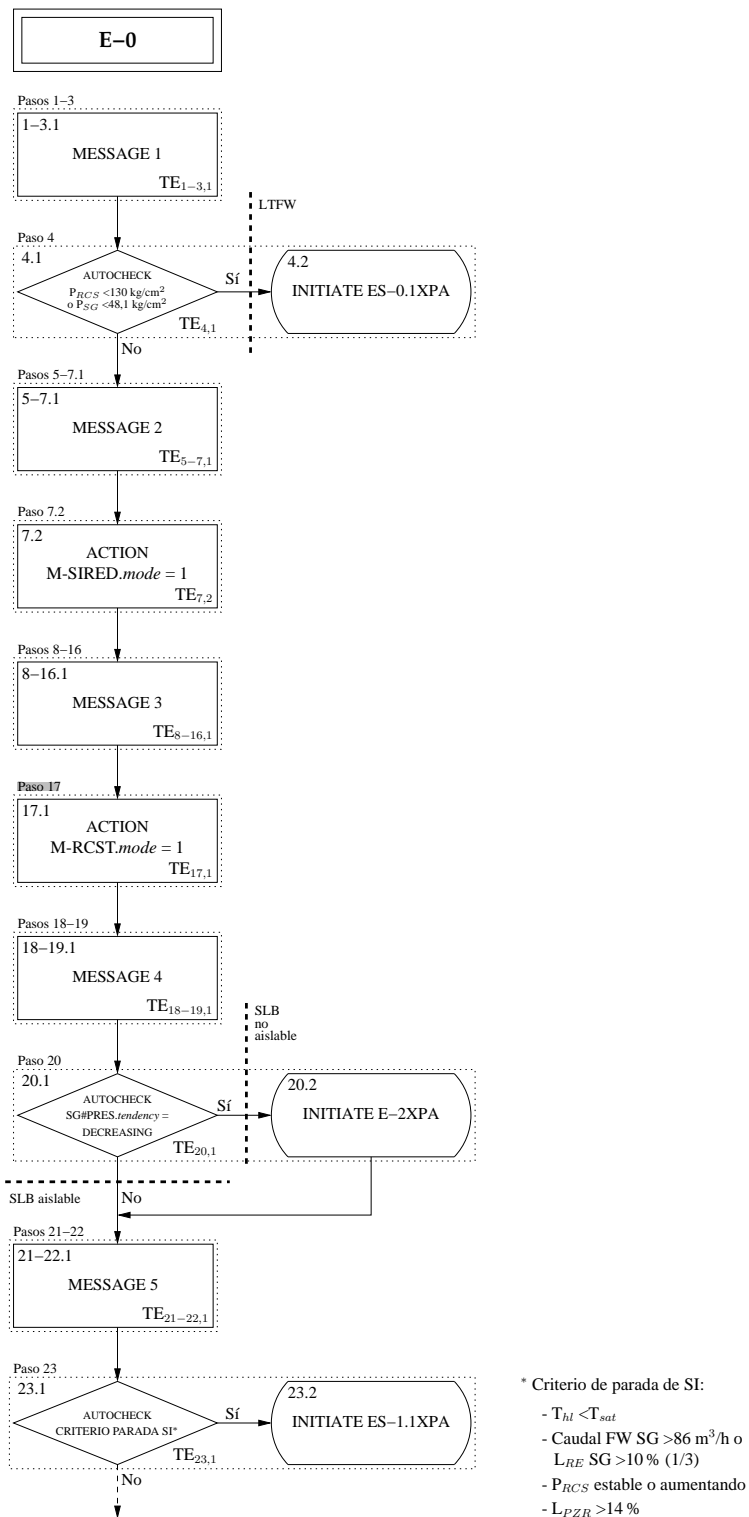 E−0
Pasos 1−3
1−3.1
MESSAGE 1
TE1−3,1
LTFW
Paso 4
4.1
AUTOCHECK
PRCS <130 kg/cm2
o PSG <48,1 kg/cm2
TE4,1
Sí
4.2
INITIATE ES−0.1XPA
No
Pasos 5−7.1
5−7.1
MESSAGE 2
TE5−7,1
Paso 7.2
7.2
ACTION
M-SIRED.mode = 1
TE7,2
Pasos 8−16
8−16.1
MESSAGE 3
TE8−16,1
Paso 17
17.1
ACTION
M-RCST.mode = 1
TE17,1
Pasos 18−19
18−19.1
MESSAGE 4
TE18−19,1
SLB
no
aislable
Paso 20
20.1
AUTOCHECK
SG#PRES.tendency =
DECREASING
TE20,1
Sí
20.2
INITIATE E−2XPA
SLB aislable
No
Pasos 21−22
21−22.1
MESSAGE 5
TE21−22,1
Paso 23
23.1
AUTOCHECK
CRITERIO PARADA SI*
TE23,1
Sí
23.2
INITIATE ES−1.1XPA
No
* Criterio de parada de SI:
- Thl <Tsat
- Caudal FW SG >86 m3/h o
LRE SG >10 % (1/3)
- PRCS estable o aumentando
- LPZR >14 %